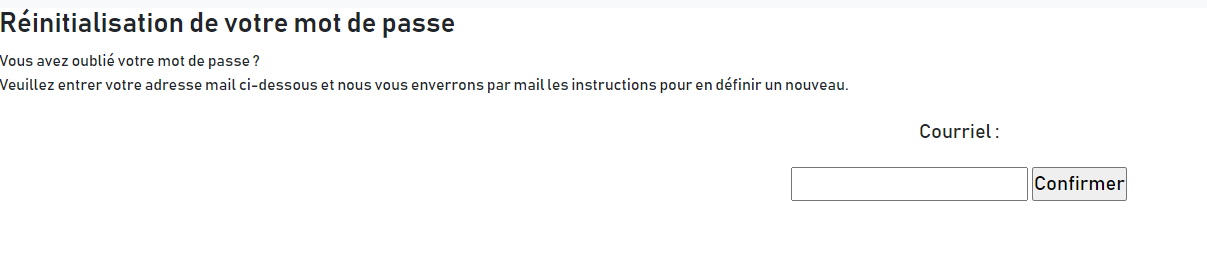 Réinitialisation de votre mot de passe
Vous avez oublié votre mot de passe ?
Veuillez entrer votre adresse mail ci-dessous et nous vous enverrons par mail les instructions pour en définir un nouveau.
Courriel :
Confirmer